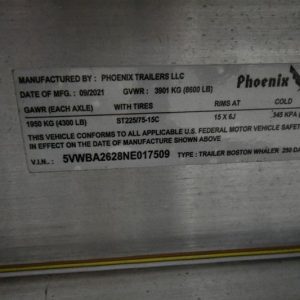 MANUFACTURED BY : PHOENIX TRAILERS LLC
Phoenix
DATE OF MFG. : 09/2021 GVWR : 3901 KG (8600 LB)
GAWR (EACH AXLE) WITH TIRES RIMS AT COLD
1950 KG (4300 LB) ST225/75-15C 15 X 6J 345 KPA
THIS VEHICLE CONFORMS TO ALL APPLICABLE U.S. FEDERAL MOTOR VEHICLE SAFETY
IN EFFECT ON THE DATE OF MANUFACTURE SHOWN ABOVE
V.I.N. : 5VWBA2628NE017509 TYPE : TRAILER BOSTON WHALER 250 DA